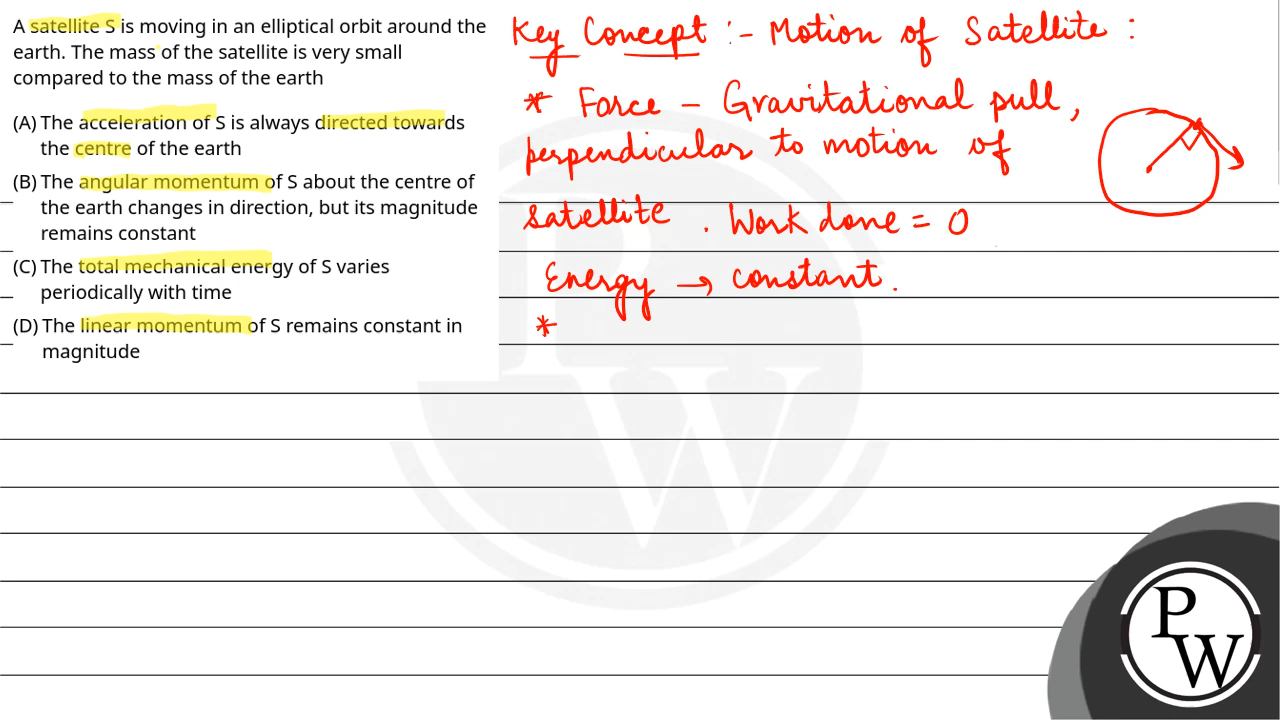 A satellite S is moving in an elliptical orbit around the
earth. The mass of the satellite is very small
compared to the mass of the earth
(A) The acceleration of S is always directed towards
the centre of the earth
(B) The angular momentum of S about the centre of
the earth changes in direction, but its magnitude
remains constant
(C) The total mechanical energy of S varies
periodically with time
(D) The linear momentum of S remains constant in
magnitude
Key Concept :- Motion of Satellite :
* Force - Gravitational pull,
perpendicular to motion of
satellite. Work done = 0
Energy → constant.
*
PW
PW